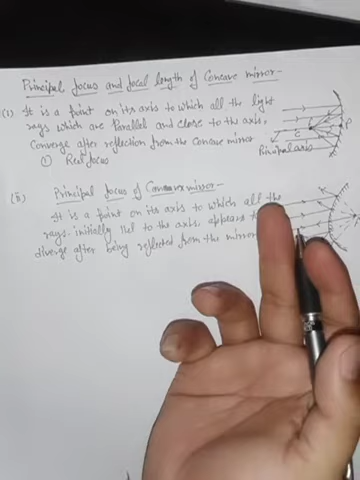 Principal focus and focal length of Concave mirror-
(i) It is a point on its axis to which all the light
rays which are Parallel and close to the axis,
Converge after reflection from the concave mirror
① Real focus
C
P
Principal axis
(ii) Principal focus of Convex mirror-
It is a point on its axis to which all the
rays, initially llel to the axis, appears to
diverge after being reflected from the mirror